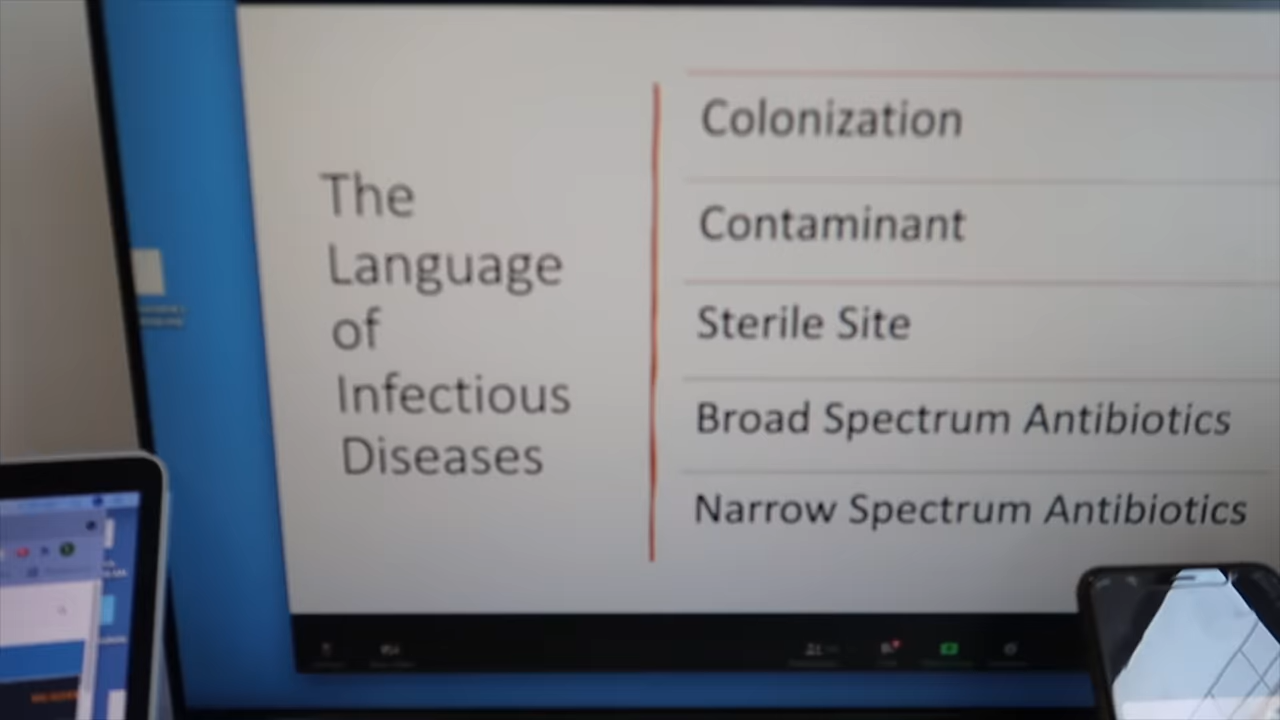 The
Language
of
Infectious
Diseases
Colonization
Contaminant
Sterile Site
Broad Spectrum Antibiotics
Narrow Spectrum Antibiotics